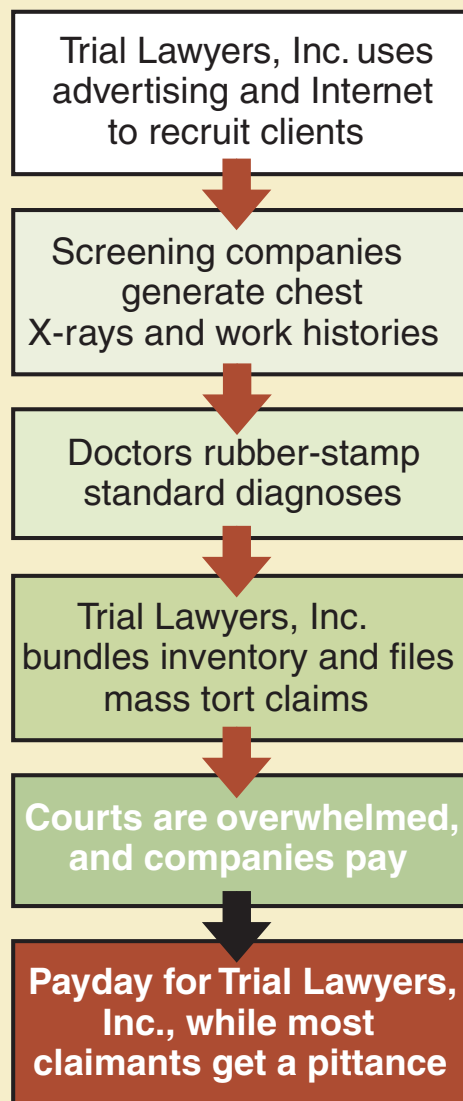 Trial Lawyers, Inc. uses
advertising and Internet
to recruit clients
Screening companies
generate chest
X-rays and work histories
Doctors rubber-stamp
standard diagnoses
Trial Lawyers, Inc.
bundles inventory and files
mass tort claims
Courts are overwhelmed,
and companies pay
Payday for Trial Lawyers,
Inc., while most
claimants get a pittance